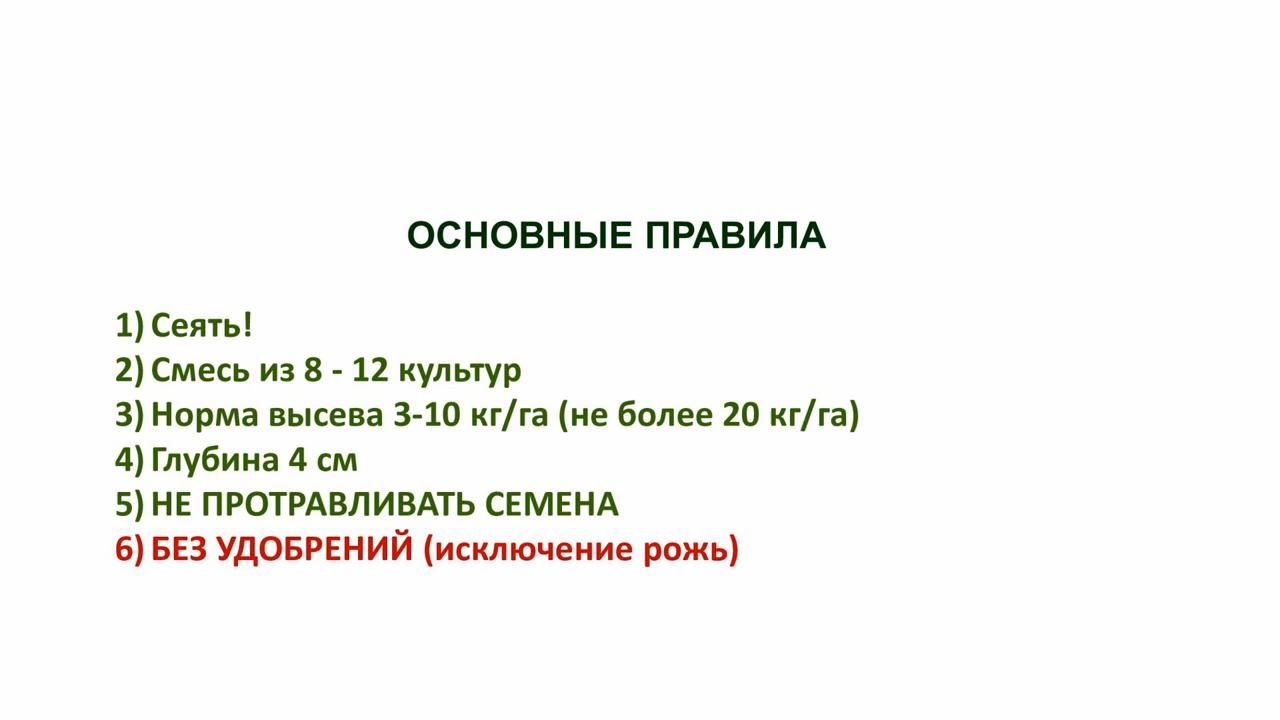 ОСНОВНЫЕ ПРАВИЛА
1) Сеять!
2) Смесь из 8 - 12 культур
3) Норма высева 3-10 кг/га (не более 20 кг/га)
4) Глубина 4 см
5) НЕ ПРОТРАВЛИВАТЬ СЕМЕНА
6) БЕЗ УДОБРЕНИЙ (исключение рожь)